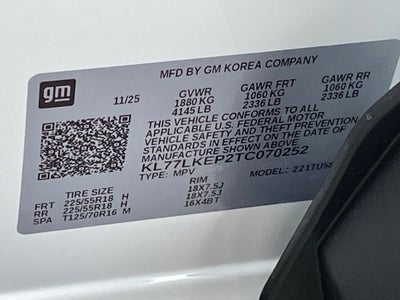 gm
MFD BY GM KOREA COMPANY
11/25 GVWR GAWR FRT GAWR RR
1880 KG 1060 KG 1060 KG
4145 LB 2336 LB 2336 LB
THIS VEHICLE CONFORMS TO ALL
APPLICABLE U.S. FEDERAL MOTOR
VEHICLE SAFETY AND THEFT PREVENTION
STANDARDS IN EFFECT ON THE DATE OF
MANUFACTURE SHOWN ABOVE.
KL77LKEP2TC070252
TYPE: MPV MODEL: 221TU58
TIRE SIZE RIM
FRT 225/55R18 H 18X7.5J
RR 225/55R18 H 18X7.5J
SPA T125/70R16 M 16X4BT